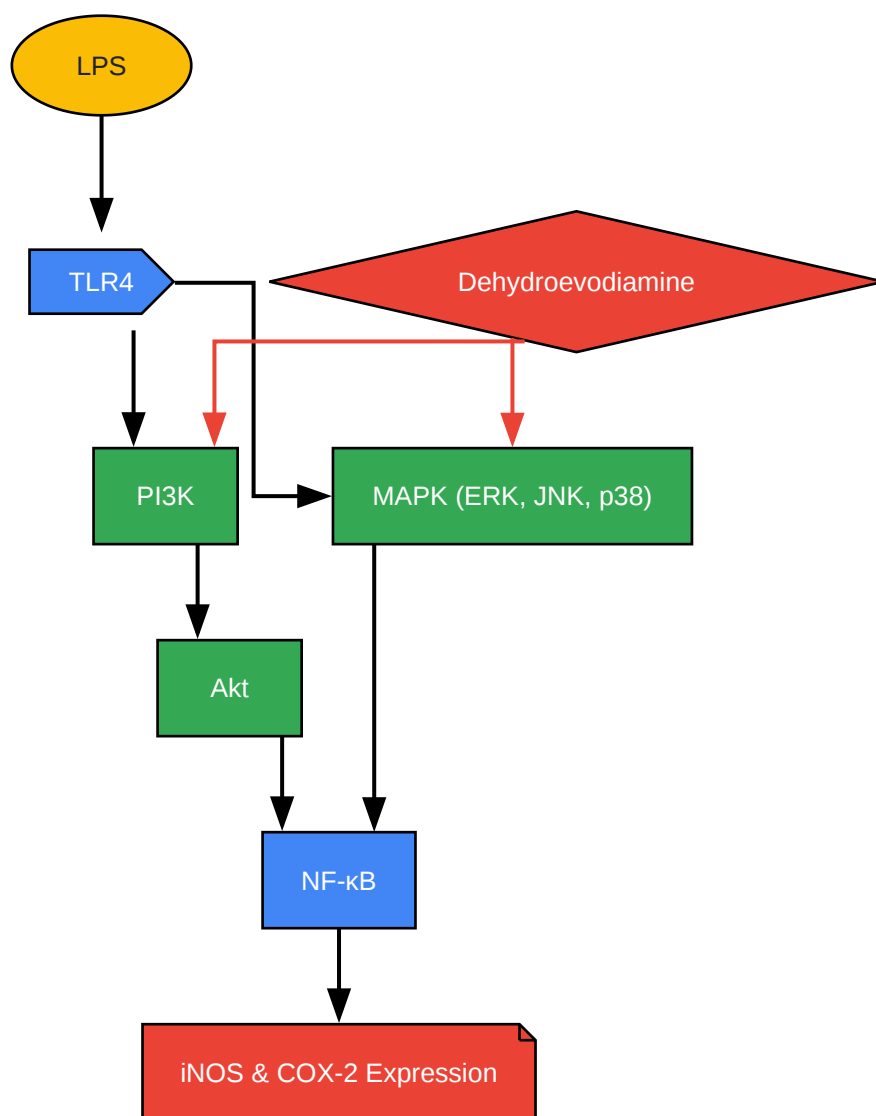 LPS
TLR4
Dehydroevodiamine
PI3K
MAPK (ERK, JNK, p38)
Akt
NF-κB
iNOS & COX-2 Expression